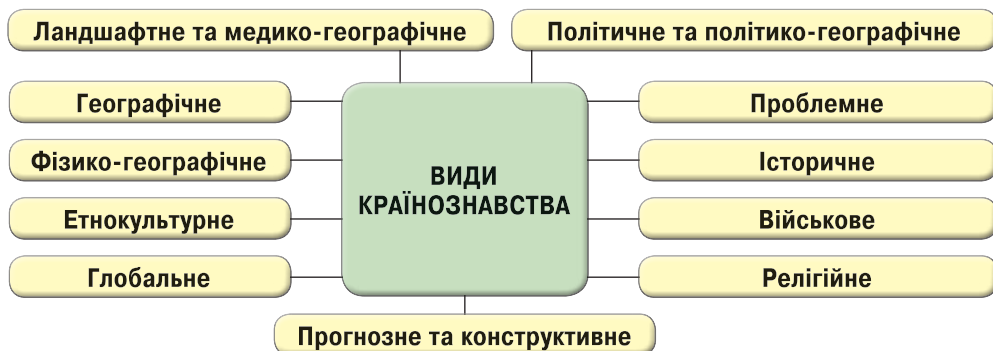 Ландшафтне та медико-географічне
Політичне та політико-географічне
Географічне
Фізико-географічне
Етнокультурне
Глобальне
ВИДИ
КРАЇНОЗНАВСТВА
Проблемне
Історичне
Військове
Релігійне
Прогнозне та конструктивне